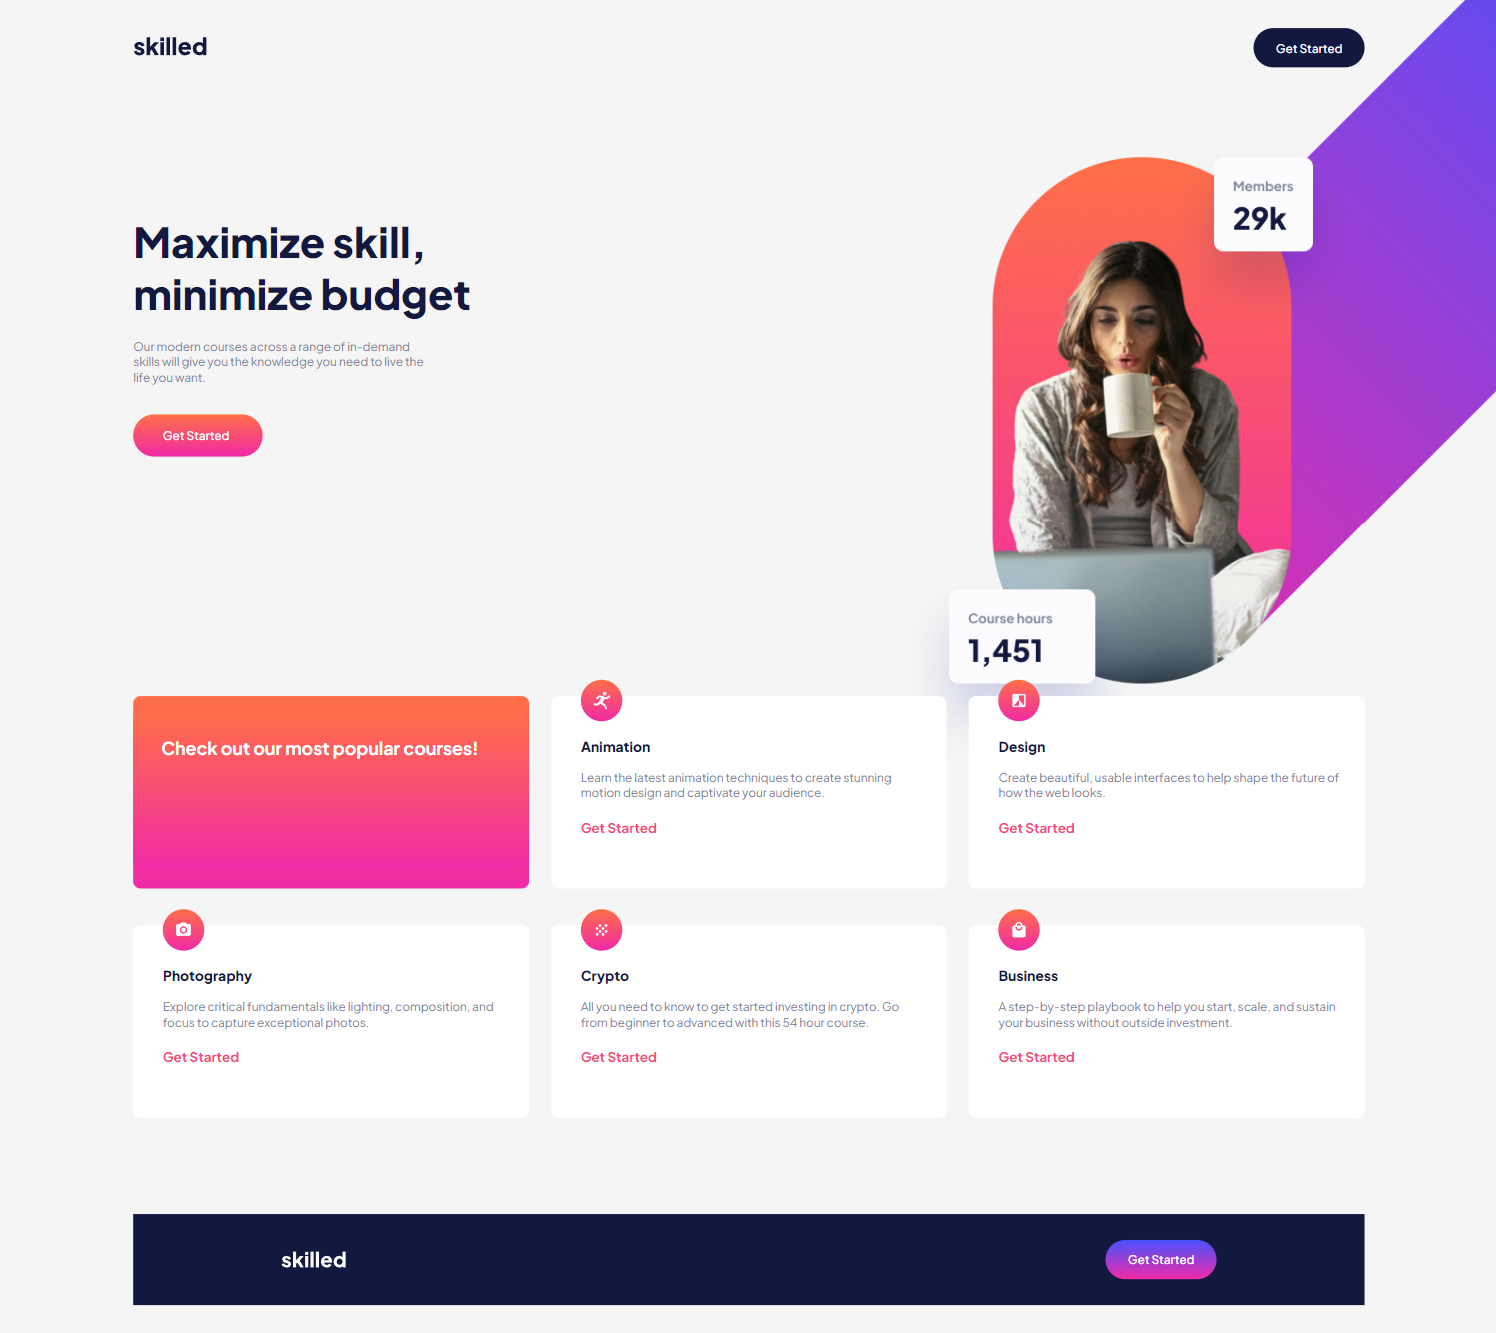 skilled
Get Started
Members
29k
Maximize skill,
minimize budget
Our modern courses across a range of in-demand
skills will give you the knowledge you need to live the
life you want.
Get Started
Course hours
1,451
Check out our most popular courses!
Animation
Learn the latest animation techniques to create stunning
motion design and captivate your audience.
Get Started
Design
Create beautiful, usable interfaces to help shape the future of
how the web looks.
Get Started
Photography
Explore critical fundamentals like lighting, composition, and
focus to capture exceptional photos.
Get Started
Crypto
All you need to know to get started investing in crypto. Go
from beginner to advanced with this 54 hour course.
Get Started
Business
A step-by-step playbook to help you start, scale, and sustain
your business without outside investment.
Get Started
skilled
Get Started